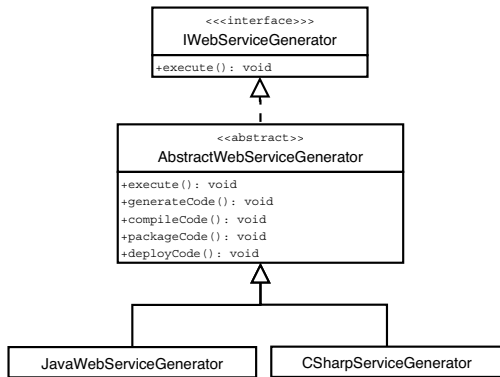 <<<interface>>>
IWebServiceGenerator
+execute(): void
<<abstract>>
AbstractWebServiceGenerator
+execute(): void
+generateCode(): void
+compileCode(): void
+packageCode(): void
+deployCode(): void
JavaWebServiceGenerator
CSharpServiceGenerator